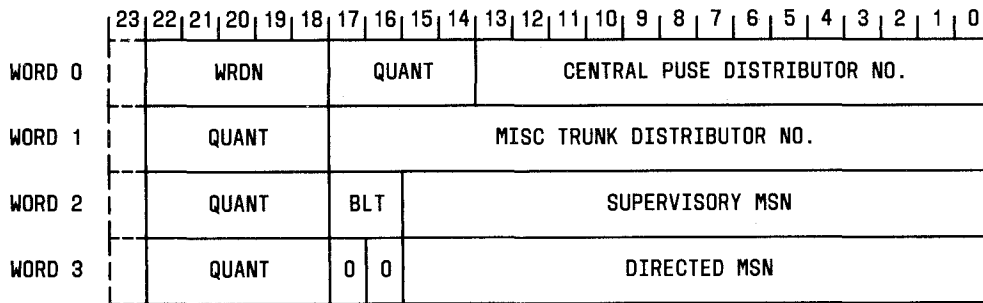 23 22 21 20 19 18 17 16 15 14 13 12 11 10 9 8 7 6 5 4 3 2 1 0
WORD 0 WRDN QUANT CENTRAL PUSE DISTRIBUTOR NO.
WORD 1 QUANT MISC TRUNK DISTRIBUTOR NO.
WORD 2 QUANT BLT SUPERVISORY MSN
WORD 3 QUANT 0 0 DIRECTED MSN